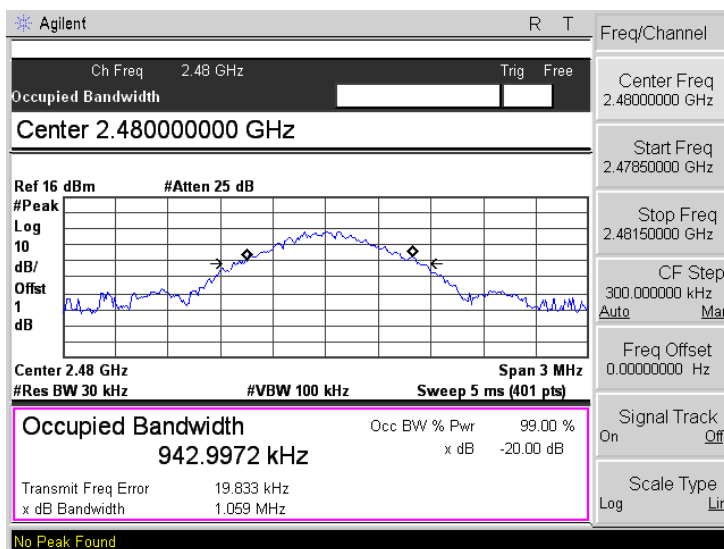 Agilent R T
Ch Freq 2.48 GHz Trig Free
Occupied Bandwidth
Center 2.480000000 GHz
Ref 16 dBm #Atten 25 dB
#Peak
Log
10
dB/
Offst
1
dB
Center 2.48 GHz Span 3 MHz
#Res BW 30 kHz #VBW 100 kHz Sweep 5 ms (401 pts)
Occupied Bandwidth Occ BW % Pwr 99.00 %
942.9972 kHz x dB -20.00 dB
Transmit Freq Error 19.833 kHz
x dB Bandwidth 1.059 MHz
No Peak Found
Freq/Channel
Center Freq
2.48000000 GHz
Start Freq
2.47850000 GHz
Stop Freq
2.48150000 GHz
CF Step
300.000000 kHz
Auto Man
Freq Offset
0.00000000 Hz
Signal Track
On Off
Scale Type
Log Lin